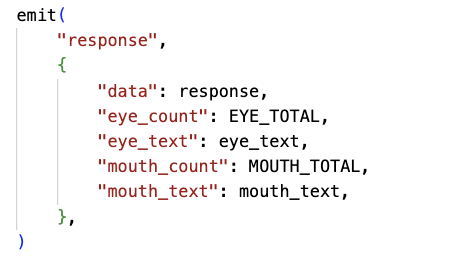 emit(
    "response",
    {
        "data": response,
        "eye_count": EYE_TOTAL,
        "eye_text": eye_text,
        "mouth_count": MOUTH_TOTAL,
        "mouth_text": mouth_text,
    },
)